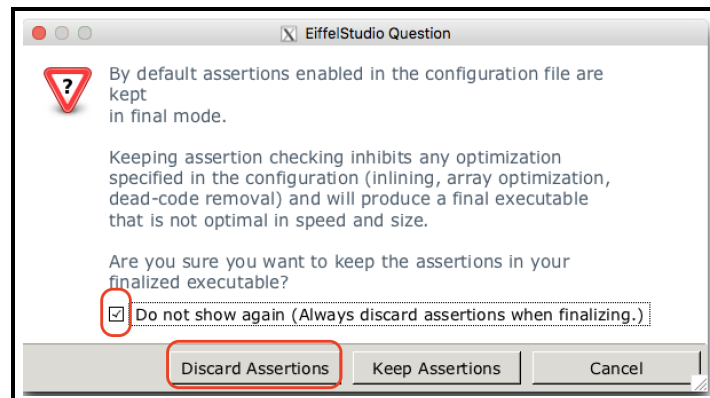 EiffelStudio Question
?
By default assertions enabled in the configuration file are
kept
in final mode.
Keeping assertion checking inhibits any optimization
specified in the configuration (inlining, array optimization,
dead-code removal) and will produce a final executable
that is not optimal in speed and size.
Are you sure you want to keep the assertions in your
finalized executable?
Do not show again (Always discard assertions when finalizing.)
Discard Assertions Keep Assertions Cancel